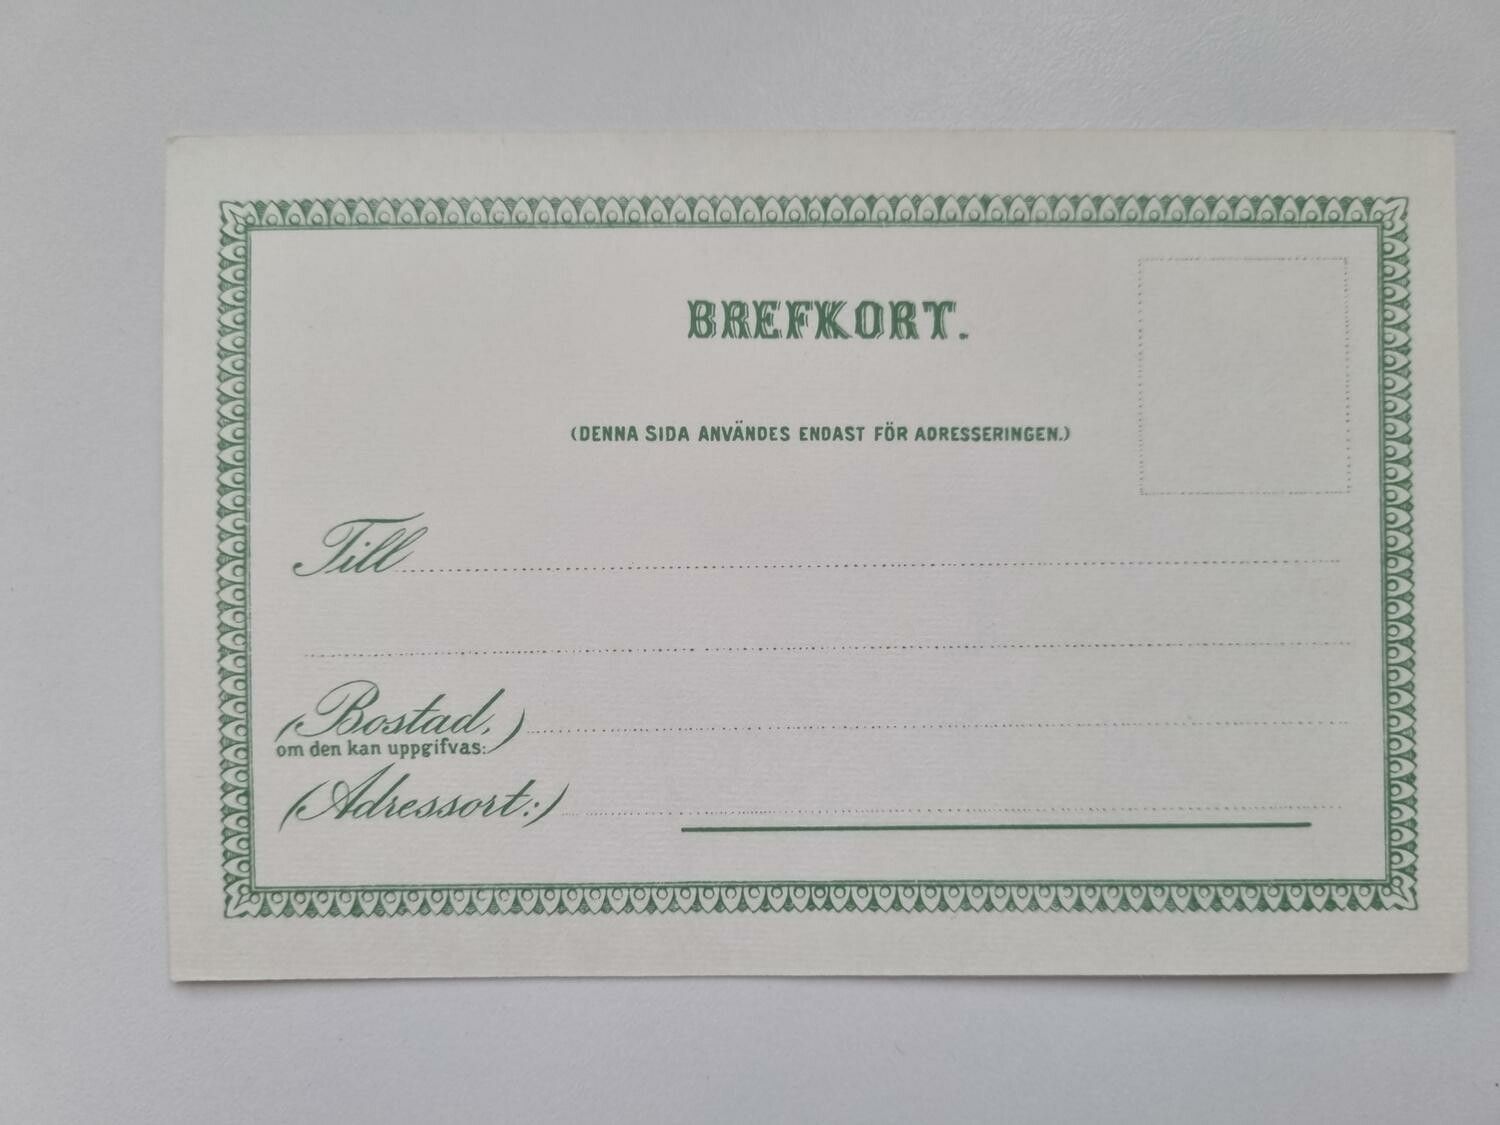 BREFKORT.
(DENNA SIDA ANVÄNDES ENDAST FÖR ADRESSERINGEN.)
Till
(Bostad,)
om den kan uppgifvas:
(Adressort:)